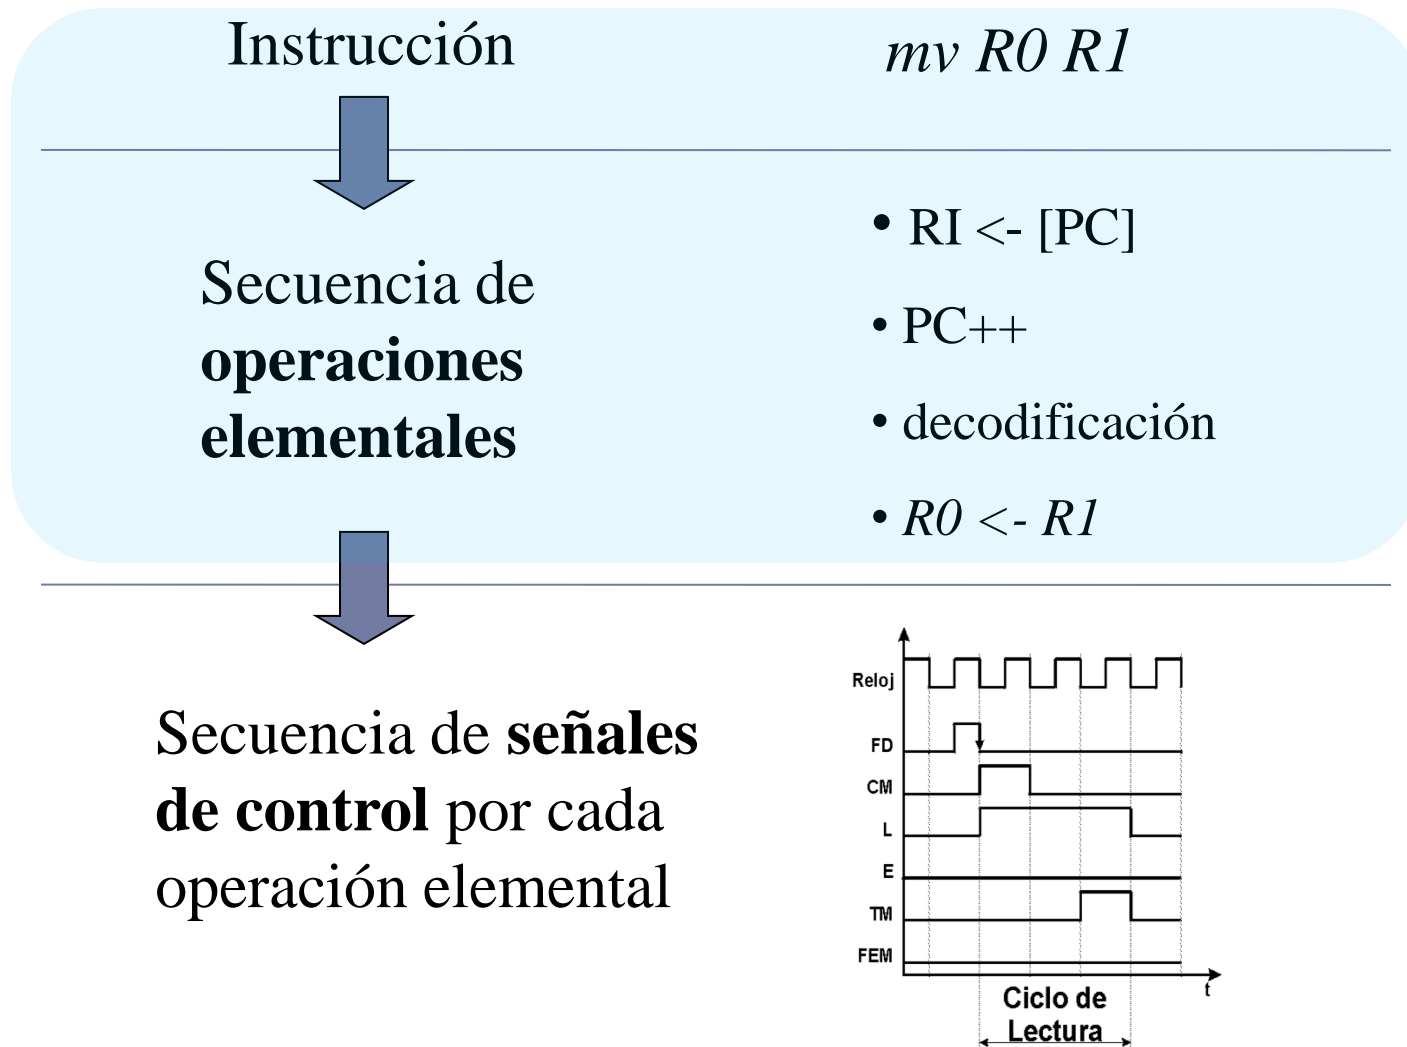 Instrucción
mv R0 R1
Secuencia de
operaciones
elementales
• RI <- [PC]
• PC++
• decodificación
• R0 <- R1
Secuencia de señales
de control por cada
operación elemental
Reloj
FD
CM
L
E
TM
FEM
t
Ciclo de
Lectura